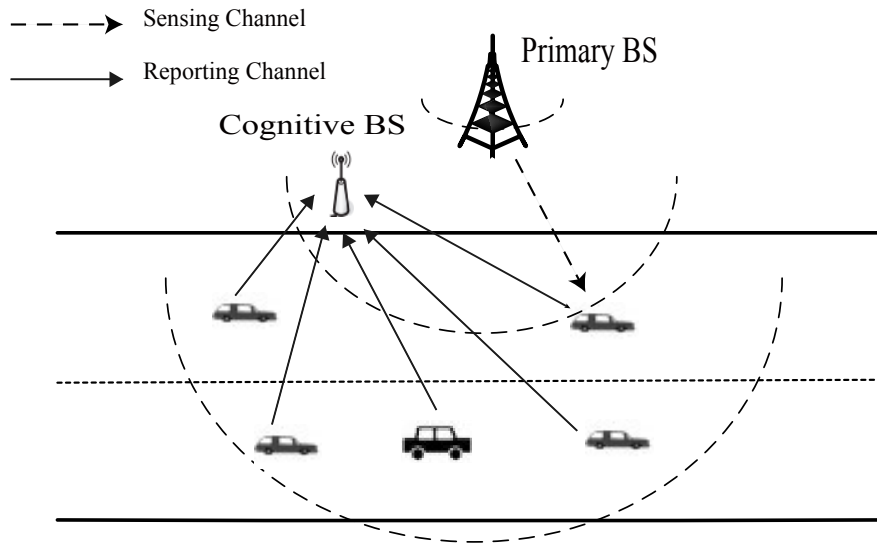 Sensing Channel
Primary BS
Reporting Channel
Cognitive BS